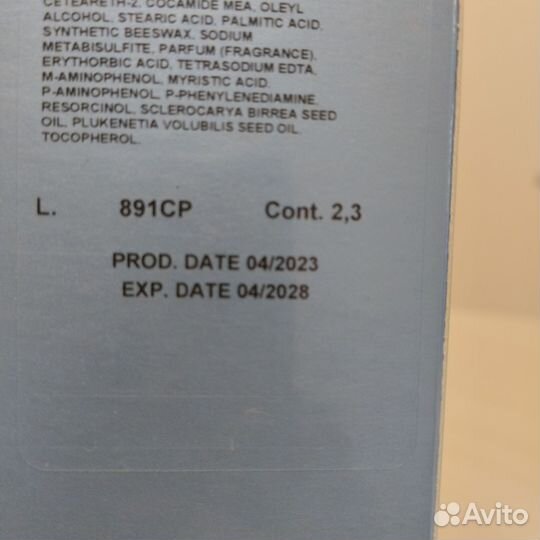 CETEARETH-2, COCAMIDE MEA, OLEYL
ALCOHOL, STEARIC ACID, PALMITIC ACID,
SYNTHETIC BEESWAX, SODIUM
METABISULFITE, PARFUM (FRAGRANCE),
ERYTHORBIC ACID, TETRASODIUM EDTA,
M-AMINOPHENOL, MYRISTIC ACID,
P-AMINOPHENOL, P-PHENYLENEDIAMINE,
RESORCINOL, SCLEROCARYA BIRREA SEED
OIL, PLUKENETIA VOLUBILIS SEED OIL,
TOCOPHEROL.
L. 891CP Cont. 2,3
PROD. DATE 04/2023
EXP. DATE 04/2028
Avito